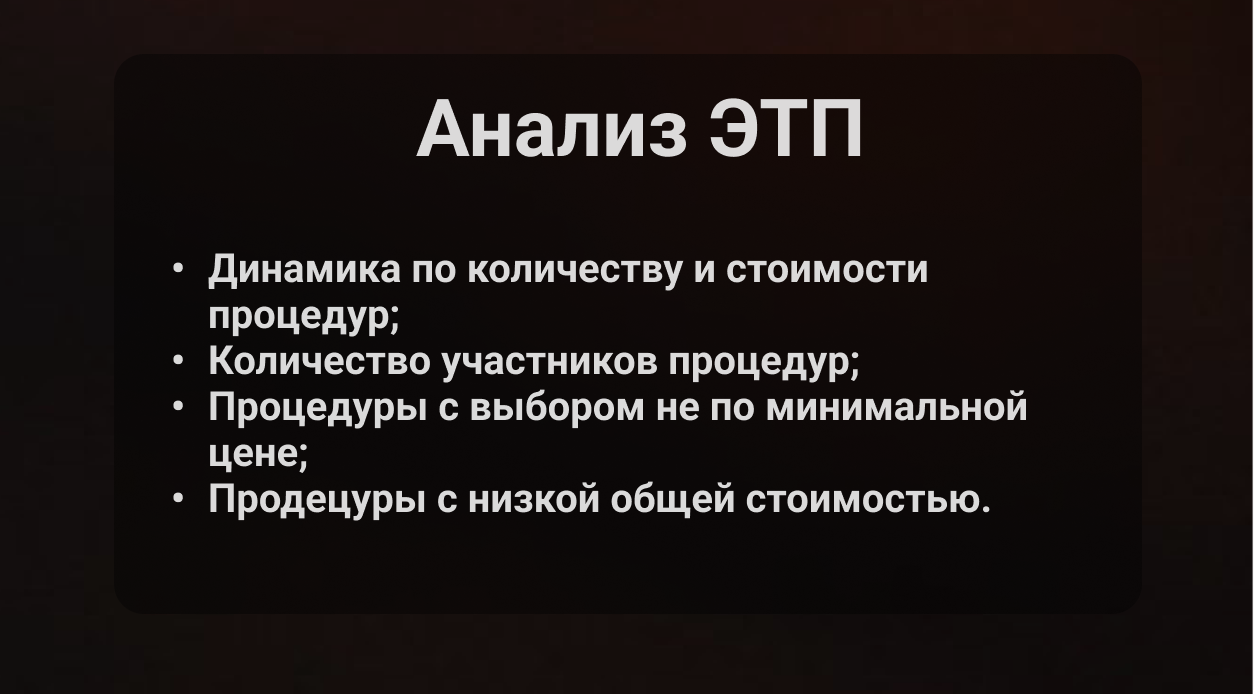 Анализ ЭТП
• Динамика по количеству и стоимости
процедур;
• Количество участников процедур;
• Процедуры с выбором не по минимальной
цене;
• Продецуры с низкой общей стоимостью.